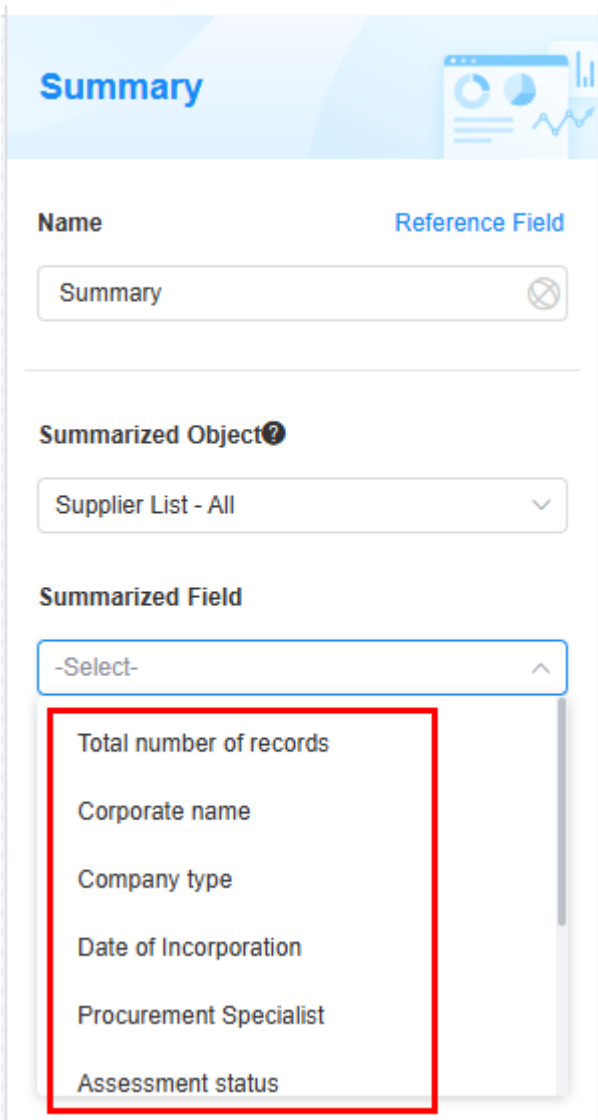 Summary
Name Reference Field
Summary
Summarized Object?
Supplier List - All
Summarized Field
-Select-
Total number of records
Corporate name
Company type
Date of Incorporation
Procurement Specialist
Assessment status